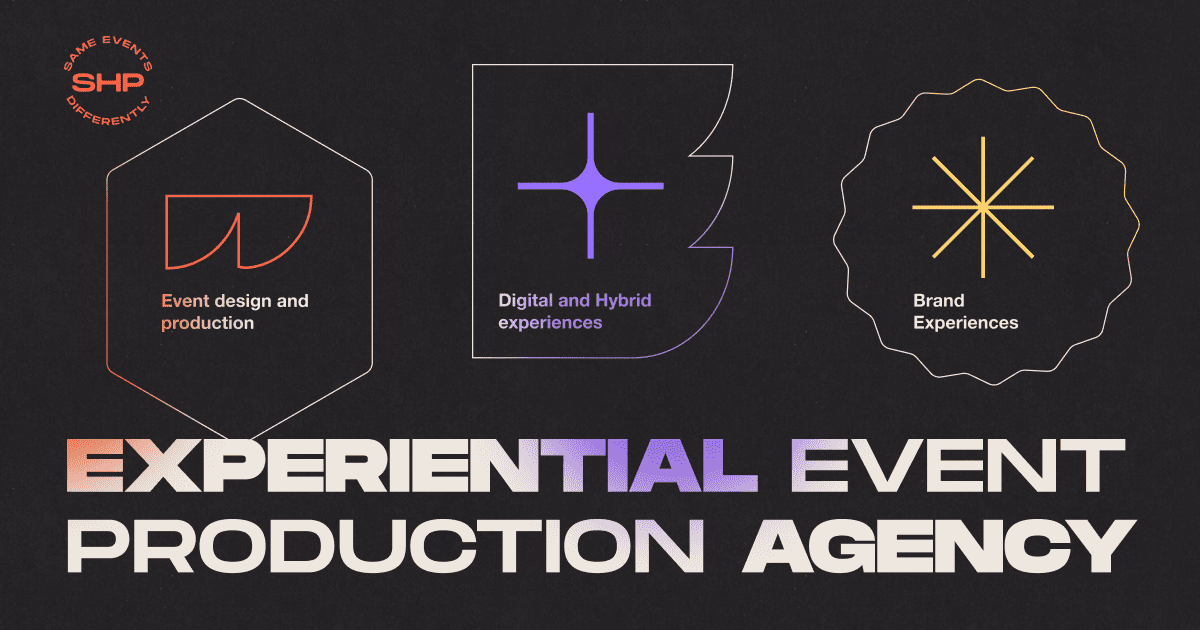 SAME EVENTS
SHP
DIFFERENTLY
Event design and
production
Digital and Hybrid
experiences
Brand
Experiences
EXPERIENTIAL EVENT
PRODUCTION AGENCY